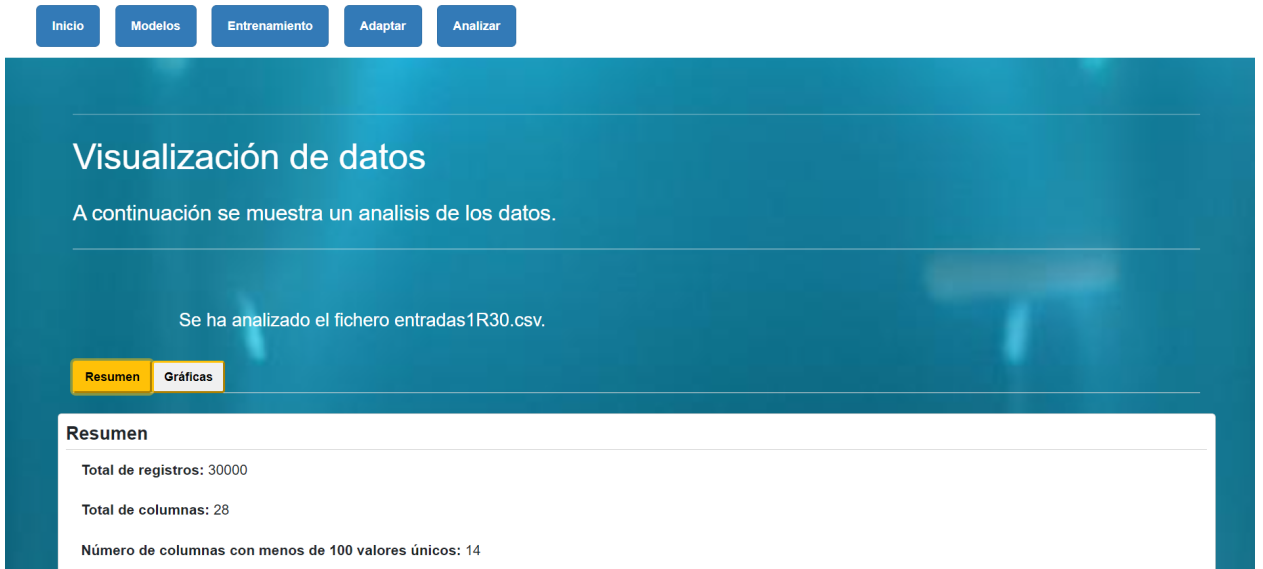 Inicio Modelos Entrenamiento Adaptar Analizar
Visualización de datos
A continuación se muestra un analisis de los datos.
Se ha analizado el fichero entradas1R30.csv.
Resumen Gráficas
Resumen
Total de registros: 30000
Total de columnas: 28
Número de columnas con menos de 100 valores únicos: 14